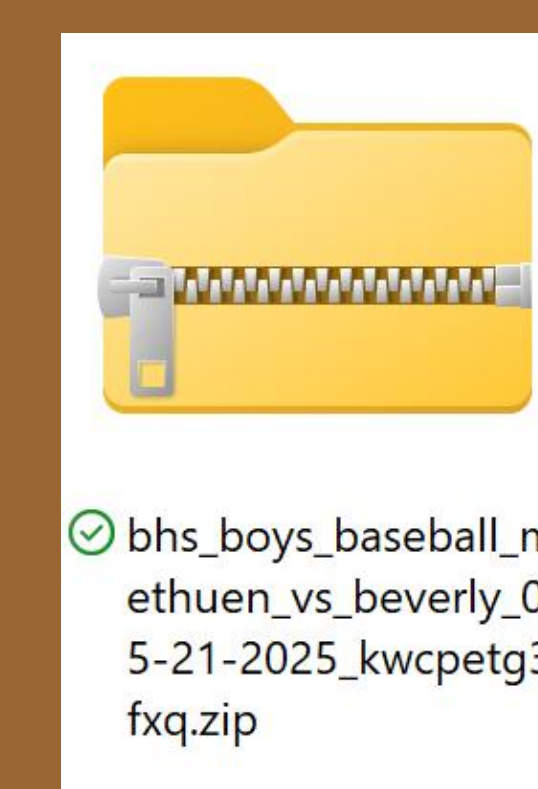 bhs_boys_baseball_m
ethuen_vs_beverly_0
5-21-2025_kwcpetg3
fxq.zip